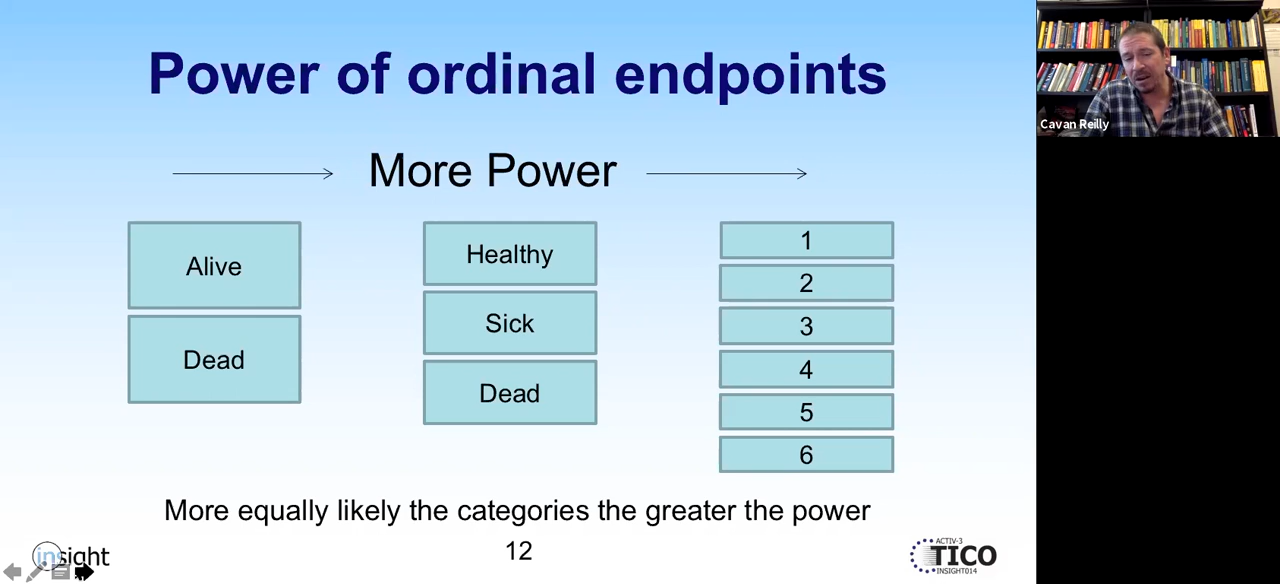 Power of ordinal endpoints
More Power
Alive
Dead
Healthy
Sick
Dead
1
2
3
4
5
6
More equally likely the categories the greater the power
12
insight
ACTIV-3
TICO
INSIGHT014
Cavan Reilly